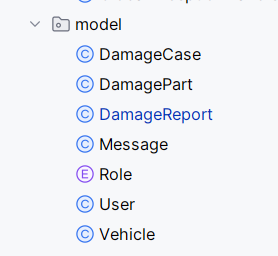 model
C DamageCase
C DamagePart
C DamageReport
C Message
E Role
C User
C Vehicle